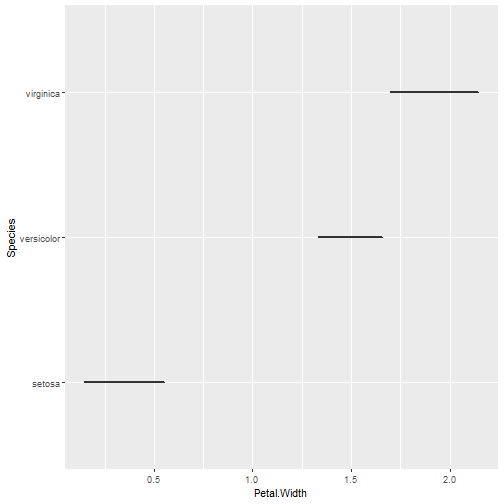 virginica
versicolor
setosa
Species
0.5 1.0 1.5 2.0
Petal.Width